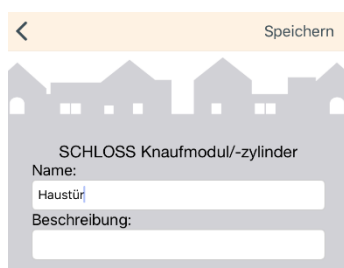 Speichern
SCHLOSS Knaufmodul/-zylinder
Name:
Haustür
Beschreibung: